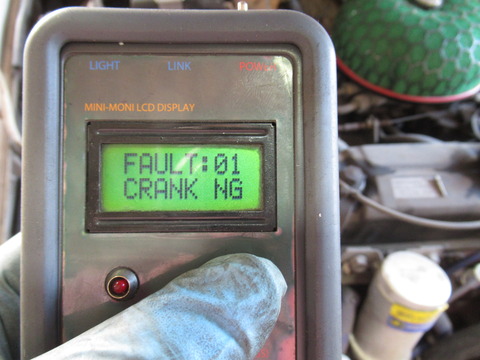 LIGHT LINK POWER
MINI-MONI LCD DISPLAY
FAULT:01
CRANK NG